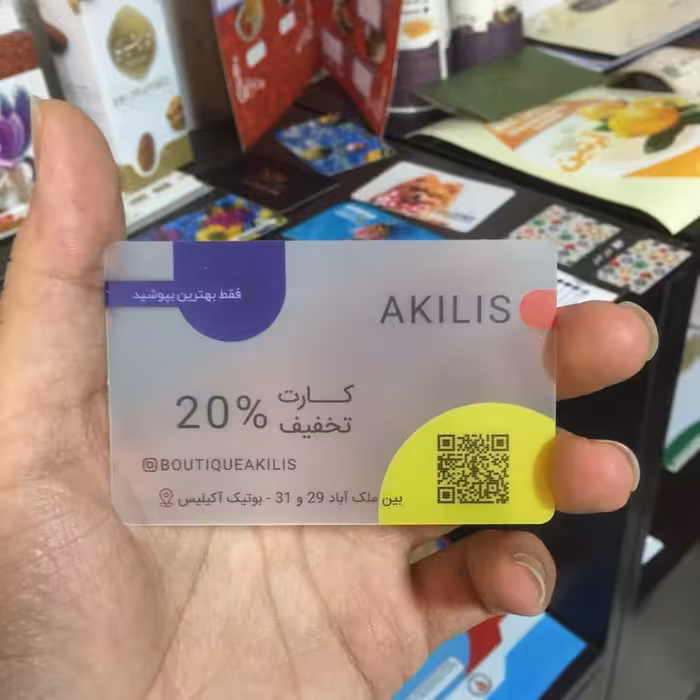 فقط بهترین بپوشید
AKILIS
20% کارت تخفیف
BOUTIQUEAKILIS
بین ملک آباد 29 و 31 - بوتیک آکیلیس